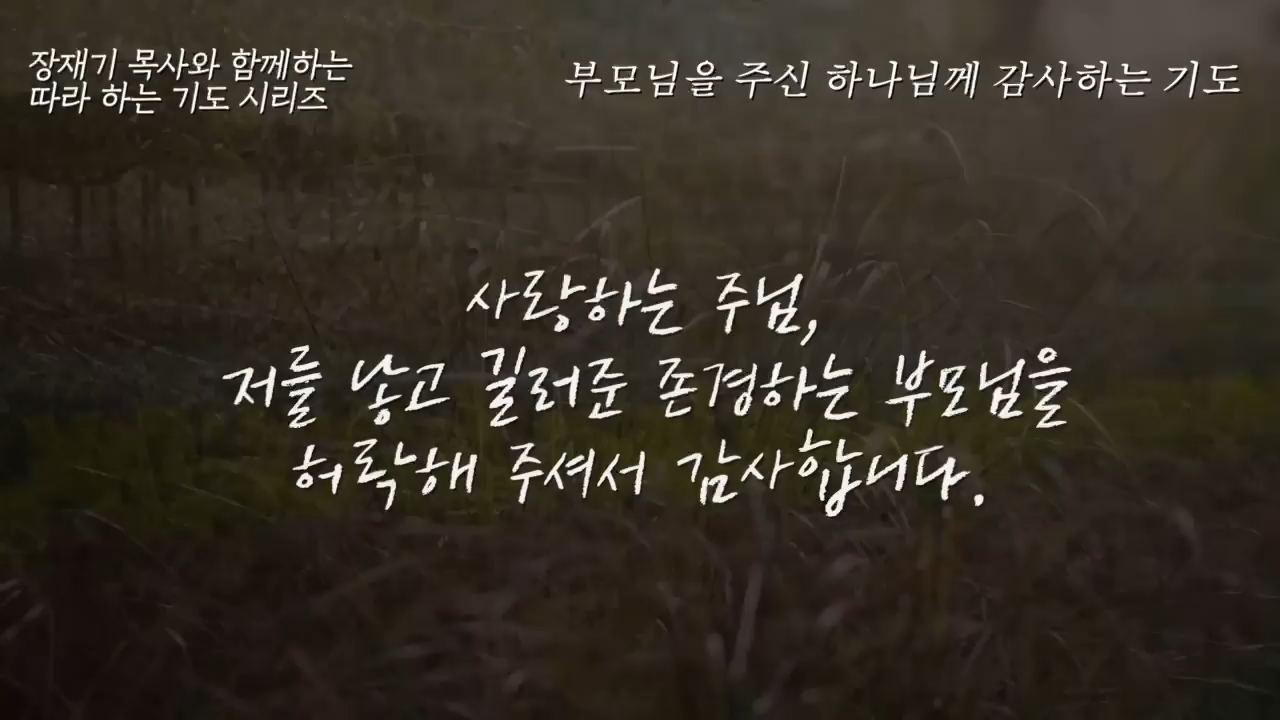 장재기 목사와 함께하는
따라 하는 기도 시리즈
부모님을 주신 하나님께 감사하는 기도
사랑하는 주님,
저를 낳고 길러준 존경하는 부모님을
허락해 주셔서 감사합니다.